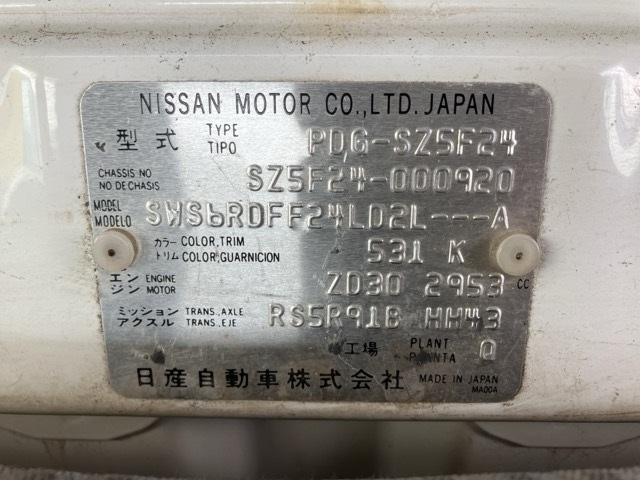 NISSAN MOTOR CO.,LTD. JAPAN
型式 TYPE TIPO PDG-SZ5F24
CHASSIS NO NO DE CHASIS SZ5F24-000920
MODEL MODELO SWS6RDFF24LD2L---A
カラー COLOR,TRIM トリム COLOR,GUARNICION 531 K
エンジン ENGINE MOTOR ZD30 2953 CC
ミッション TRANS.,AXLE アクスル TRANS.,EJE RS5R91B HH43
工場 PLANT PLANTA Q
日産自動車株式会社 MADE IN JAPAN
MA00A